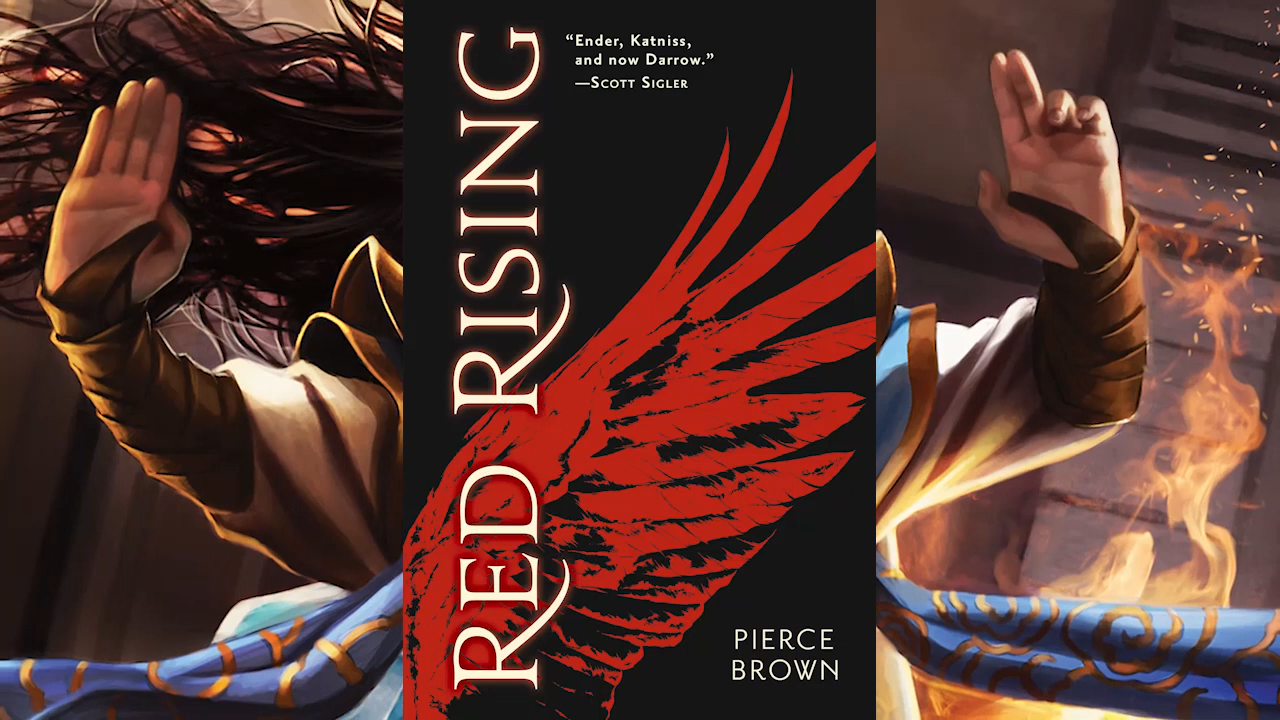 RED RISING
“Ender, Katniss,
and now Darrow.”
—Scott Sigler
PIERCE
BROWN